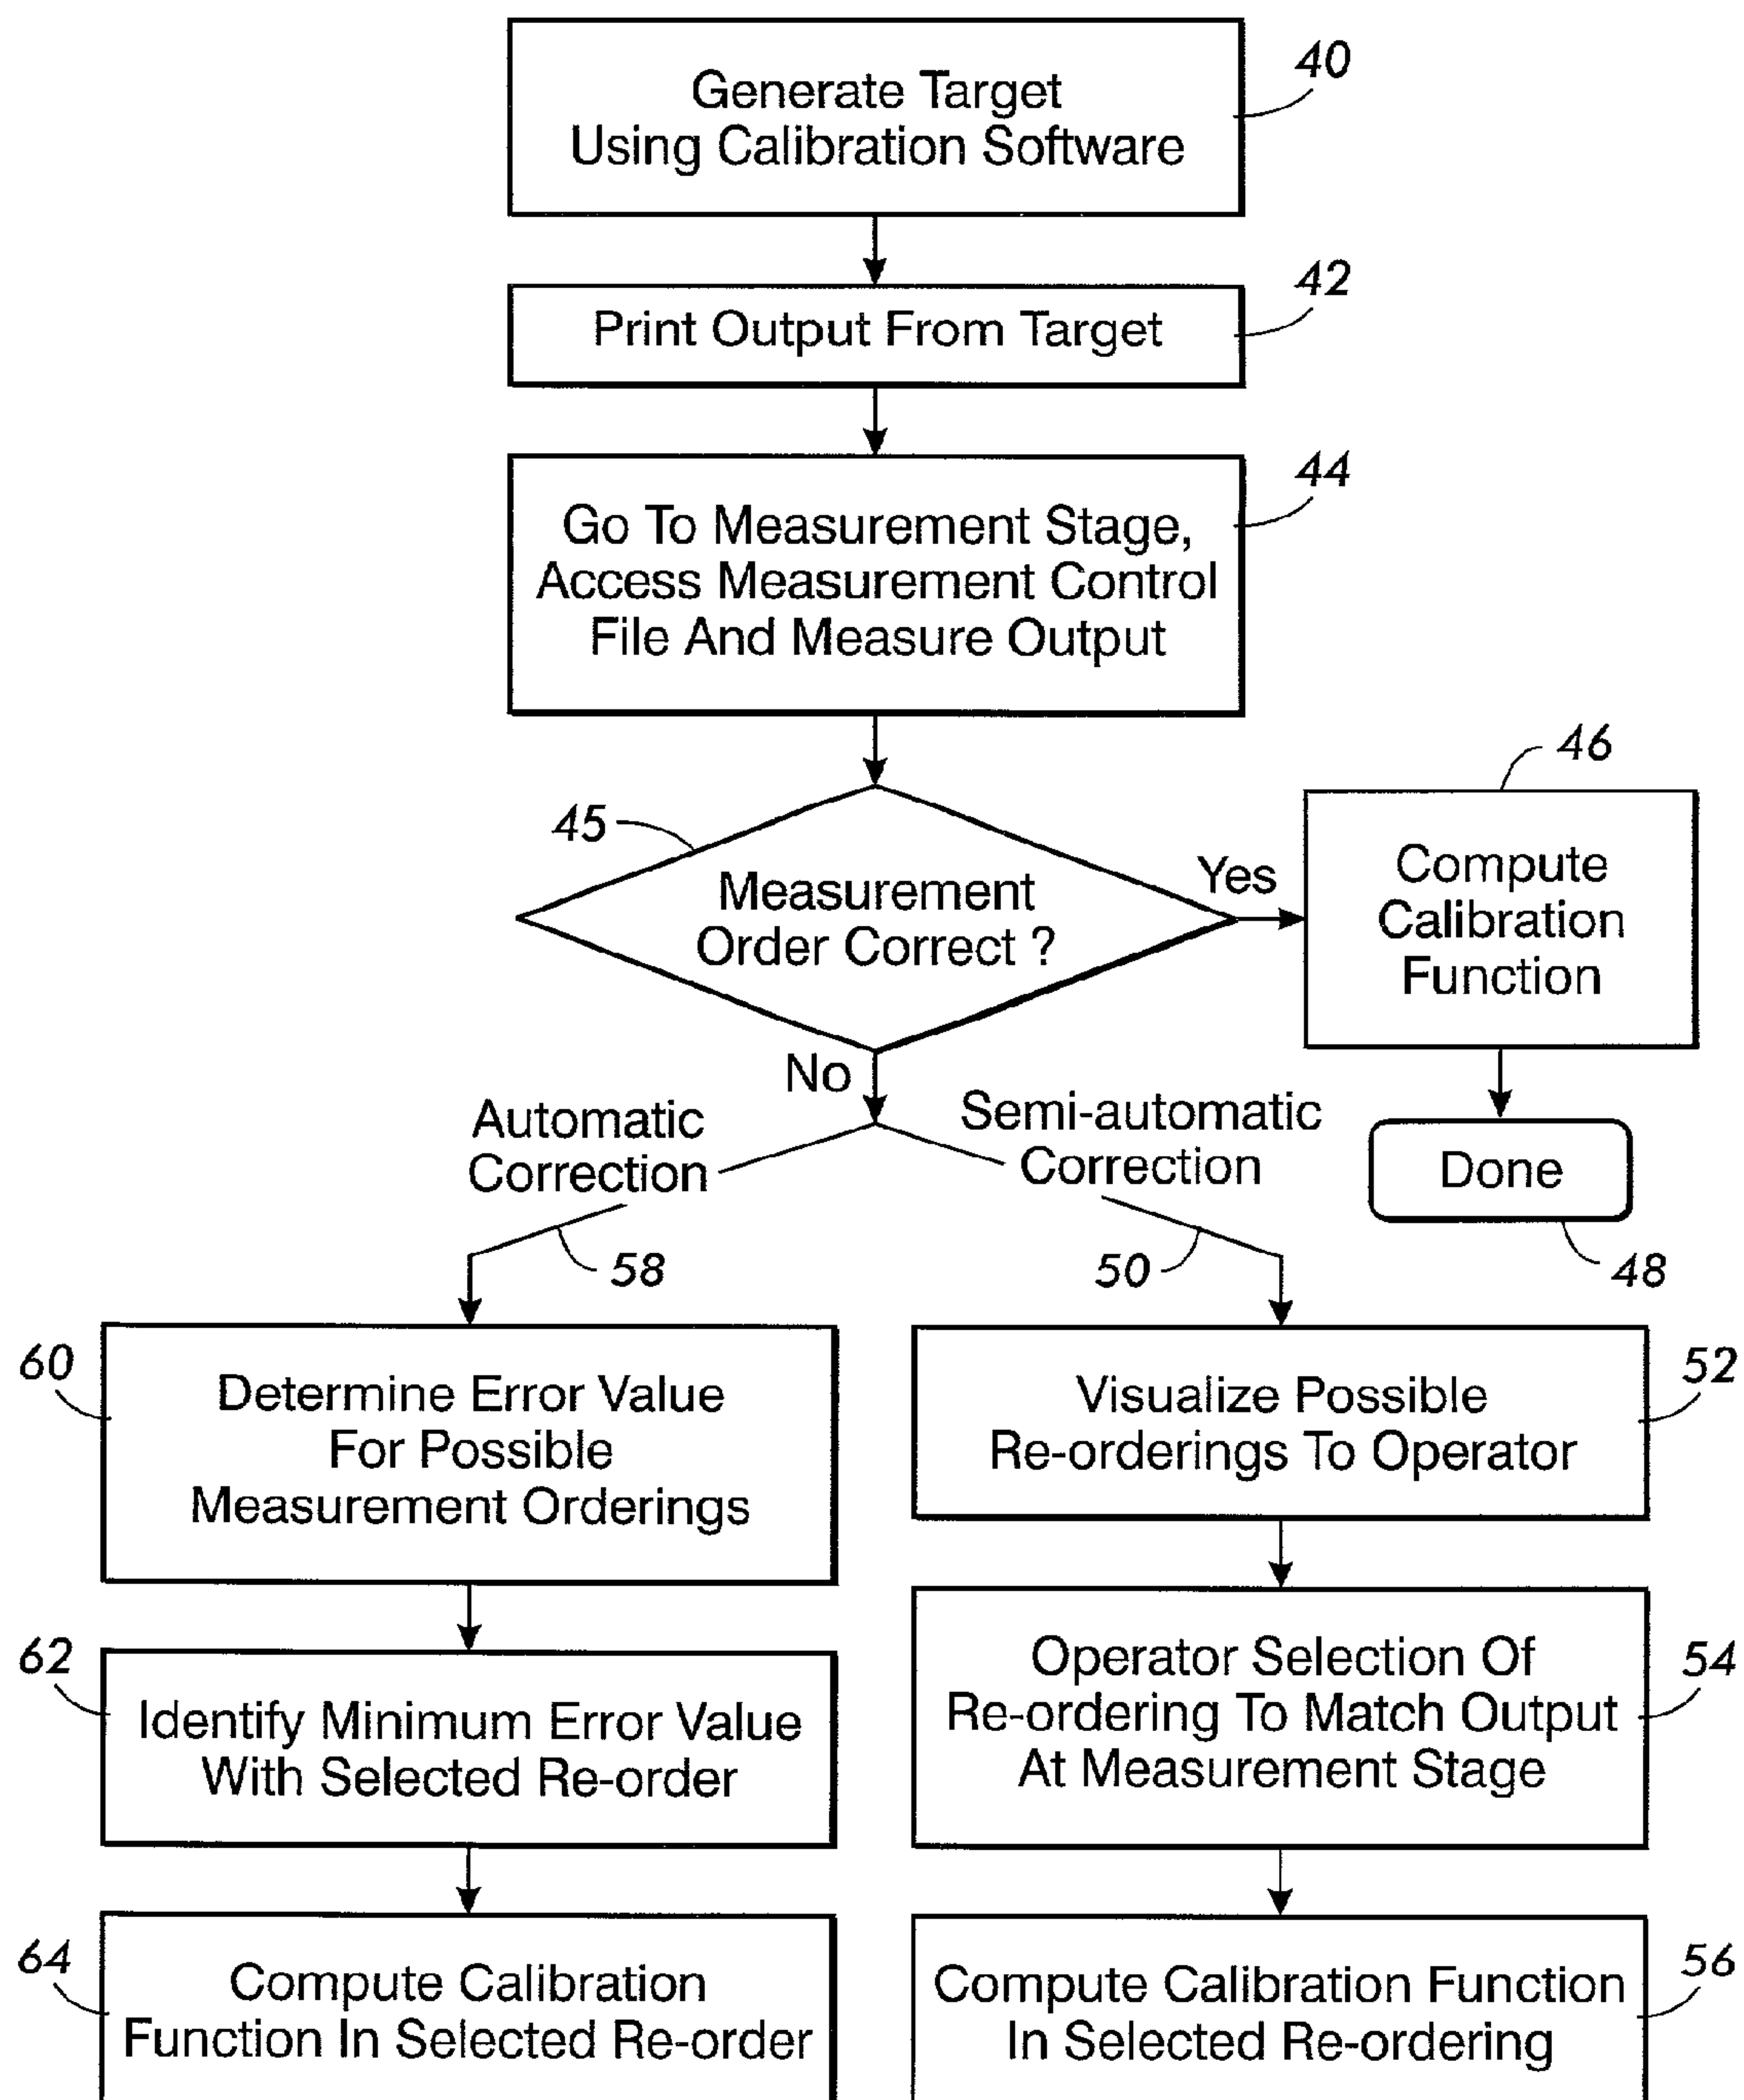 Generate Target
Using Calibration Software
40
Print Output From Target
42
Go To Measurement Stage,
Access Measurement Control
File And Measure Output
44
45
Measurement
Order Correct ?
Yes
46
Compute
Calibration
Function
No
Done
48
Automatic
Correction
58
Semi-automatic
Correction
50
60
Determine Error Value
For Possible
Measurement Orderings
Visualize Possible
Re-orderings To Operator
52
62
Identify Minimum Error Value
With Selected Re-order
Operator Selection Of
Re-ordering To Match Output
At Measurement Stage
54
64
Compute Calibration
Function In Selected Re-order
Compute Calibration Function
In Selected Re-ordering
56